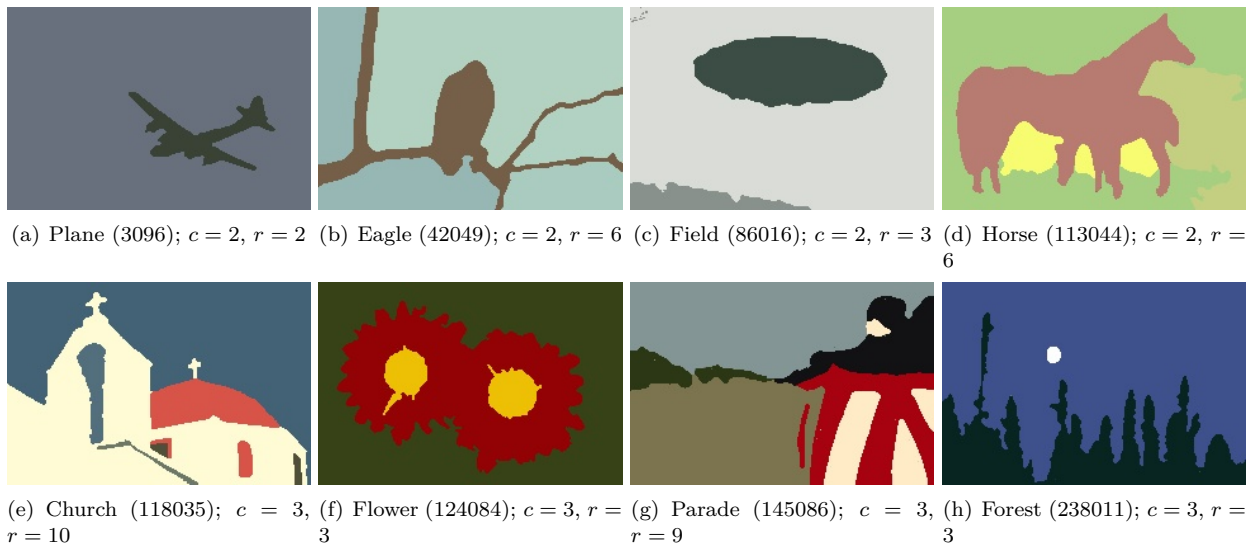 (a) Plane (3096); c = 2, r = 2
(b) Eagle (42049); c = 2, r = 6
(c) Field (86016); c = 2, r = 3
(d) Horse (113044); c = 2, r =
6
(e) Church (118035); c = 3,
r = 10
(f) Flower (124084); c = 3, r =
3
(g) Parade (145086); c = 3,
r = 9
(h) Forest (238011); c = 3, r =
3